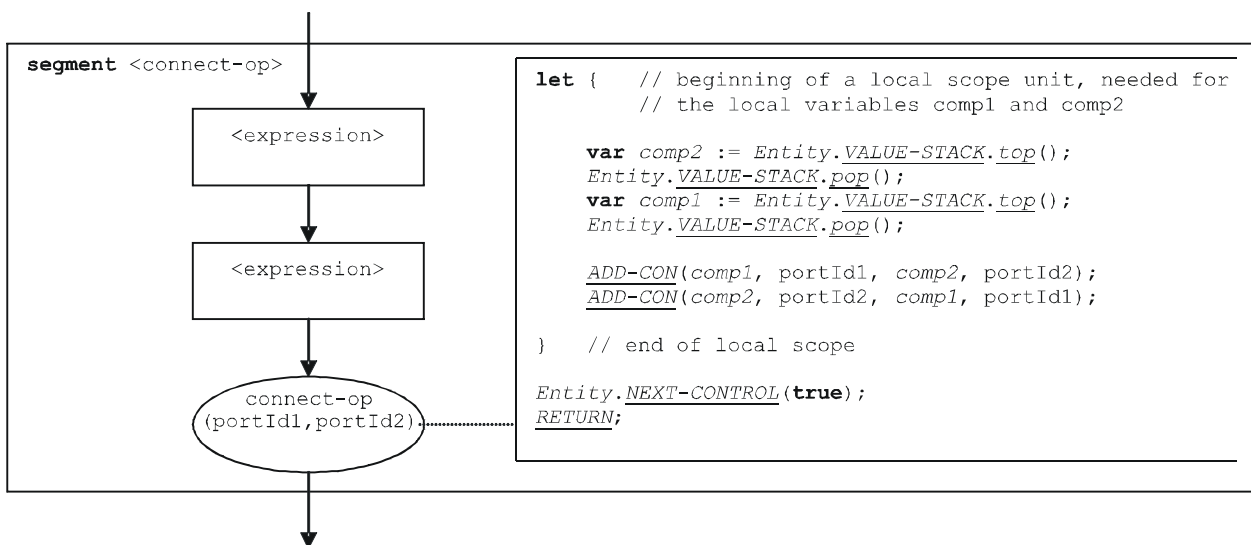 segment <connect-op>
<expression>
<expression>
connect-op
(portId1,portId2)
let { // beginning of a local scope unit, needed for
// the local variables comp1 and comp2
var comp2 := Entity.VALUE-STACK.top();
Entity.VALUE-STACK.pop();
var comp1 := Entity.VALUE-STACK.top();
Entity.VALUE-STACK.pop();
ADD-CON(comp1, portId1, comp2, portId2);
ADD-CON(comp2, portId2, comp1, portId1);
} // end of local scope
Entity.NEXT-CONTROL(true);
RETURN;